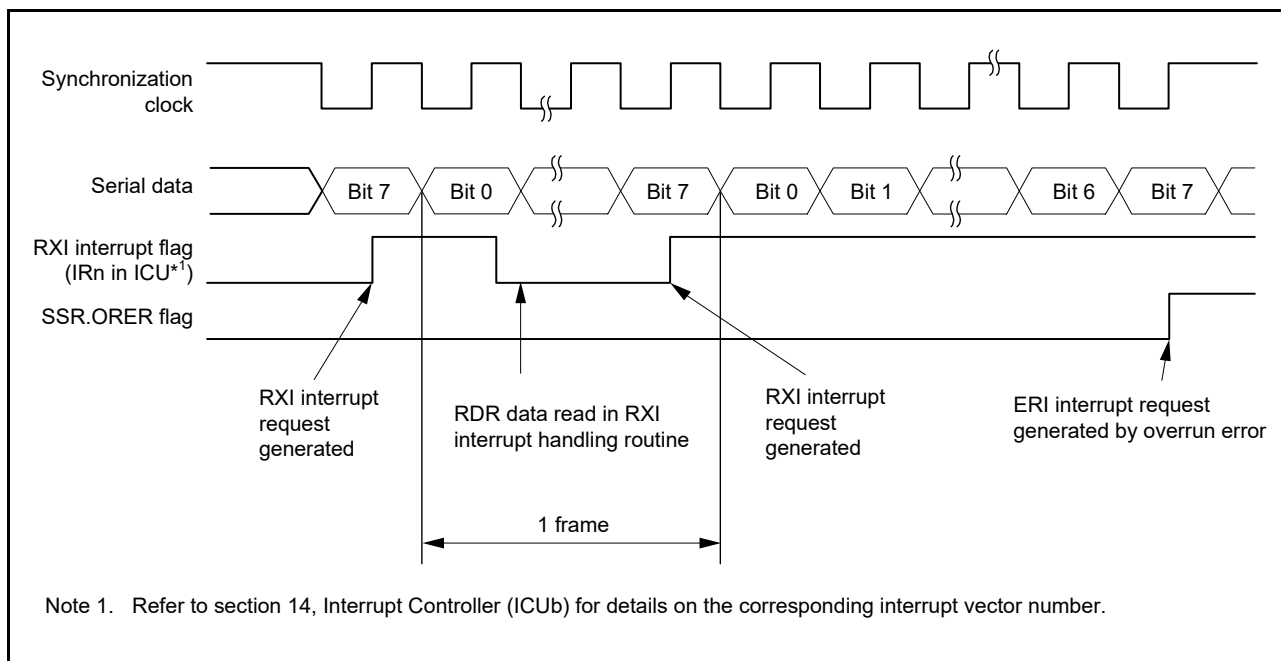 Synchronization
clock
Serial data
Bit 7
Bit 0
Bit 7
Bit 0
Bit 1
Bit 6
Bit 7
RXI interrupt flag
(IRn in ICU*1)
SSR.ORER flag
RXI interrupt
request
generated
RDR data read in RXI
interrupt handling routine
RXI interrupt
request
generated
ERI interrupt request
generated by overrun error
1 frame
Note 1. Refer to section 14, Interrupt Controller (ICUb) for details on the corresponding interrupt vector number.